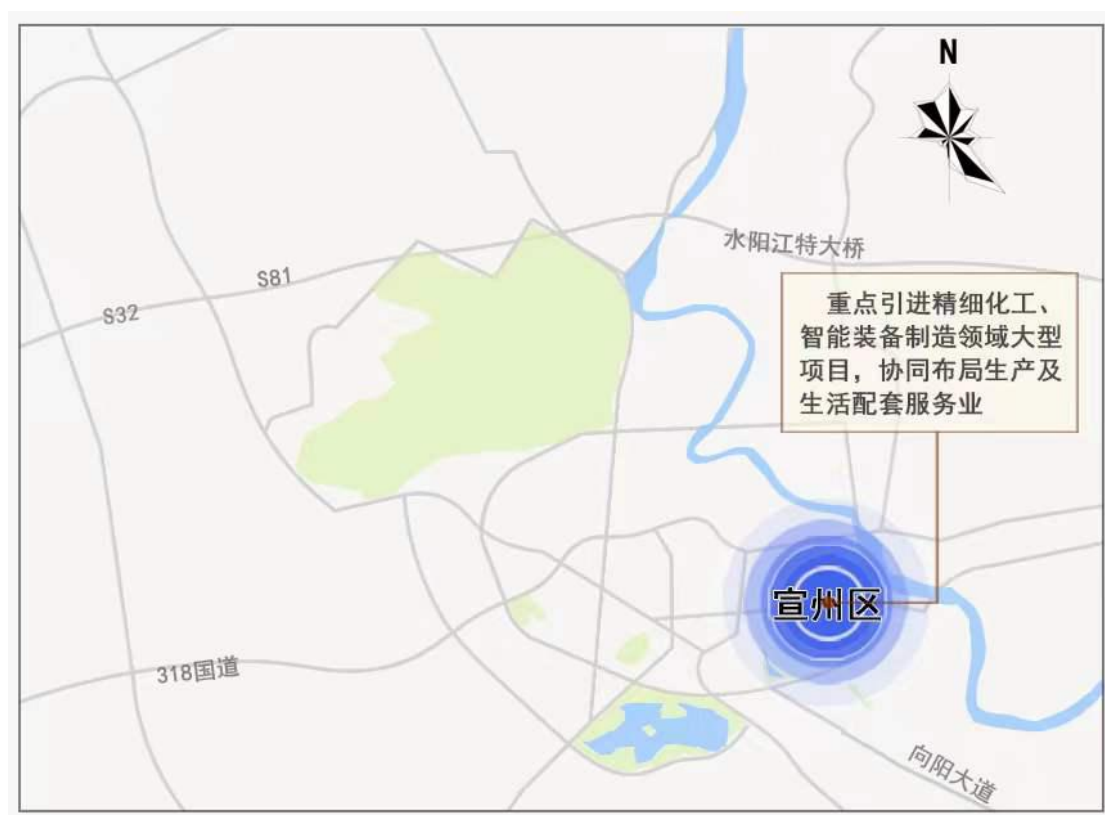 N
水阳江特大桥
S81
S32
重点引进精细化工、
智能装备制造领域大型
项目，协同布局生产及
生活配套服务业
宣州区
318国道
向阳大道